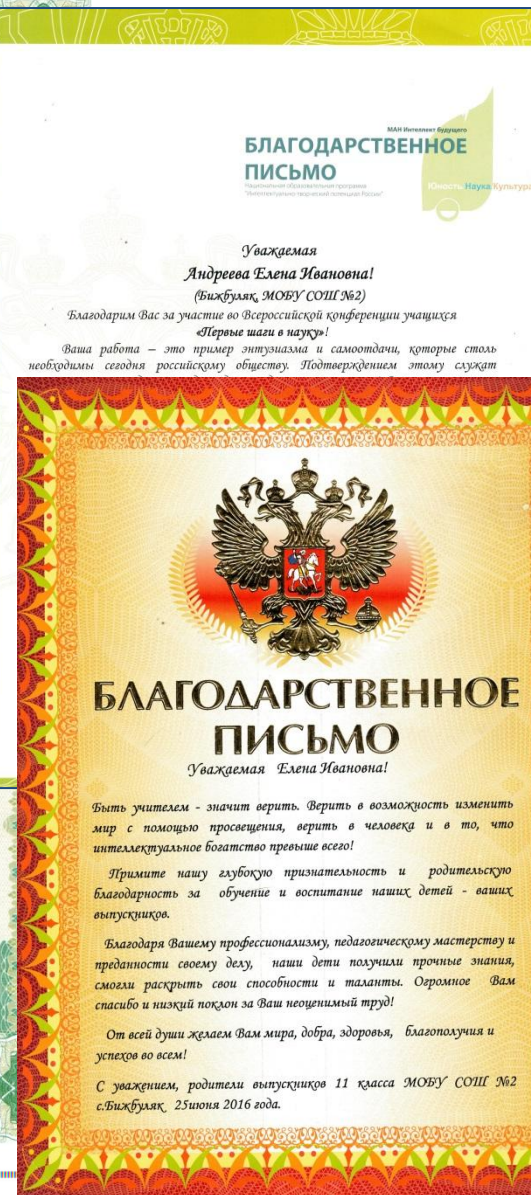 МАН Интеллект будущего
БЛАГОДАРСТВЕННОЕ
ПИСЬМО
Национальная образовательная программа
"Интеллектуально-творческий потенциал России"
Юность Наука Культура
Уважаемая
Андреева Елена Ивановна!
(Бижбуляк, МОБУ СОШ №2)
Благодарим Вас за участие во Всероссийской конференции учащихся
«Первые шаги в науку»!
Ваша работа – это пример энтузиазма и самоотдачи, которые столь
необходимы сегодня российскому обществу. Подтверждением этому служат
БЛАГОДАРСТВЕННОЕ
ПИСЬМО
Уважаемая Елена Ивановна!
Быть учителем - значит верить. Верить в возможность изменить
мир с помощью просвещения, верить в человека и в то, что
интеллектуальное богатство превыше всего!
Примите нашу глубокую признательность и родительскую
благодарность за обучение и воспитание наших детей - ваших
выпускников.
Благодаря Вашему профессионализму, педагогическому мастерству и
преданности своему делу, наши дети получили прочные знания,
смогли раскрыть свои способности и таланты. Огромное Вам
спасибо и низкий поклон за Ваш неоценимый труд!
От всей души желаем Вам мира, добра, здоровья, благополучия и
успехов во всем!
С уважением, родители выпускников 11 класса МОБУ СОШ №2
с.Бижбуляк 25июня 2016 года.